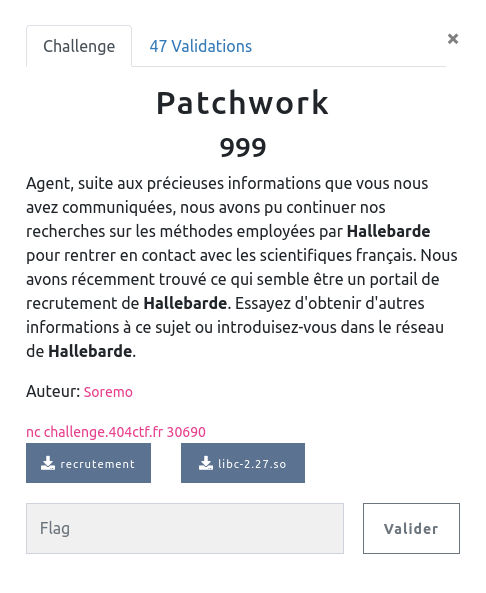 Challenge
47 Validations
×
Patchwork
999
Agent, suite aux précieuses informations que vous nous
avez communiquées, nous avons pu continuer nos
recherches sur les méthodes employées par Hallebarde
pour rentrer en contact avec les scientifiques français. Nous
avons récemment trouvé ce qui semble être un portail de
recrutement de Hallebarde. Essayez d'obtenir d'autres
informations à ce sujet ou introduisez-vous dans le réseau
de Hallebarde.
Auteur: Soremo
nc challenge.404ctf.fr 30690
recrutement
libc-2.27.so
Flag
Valider